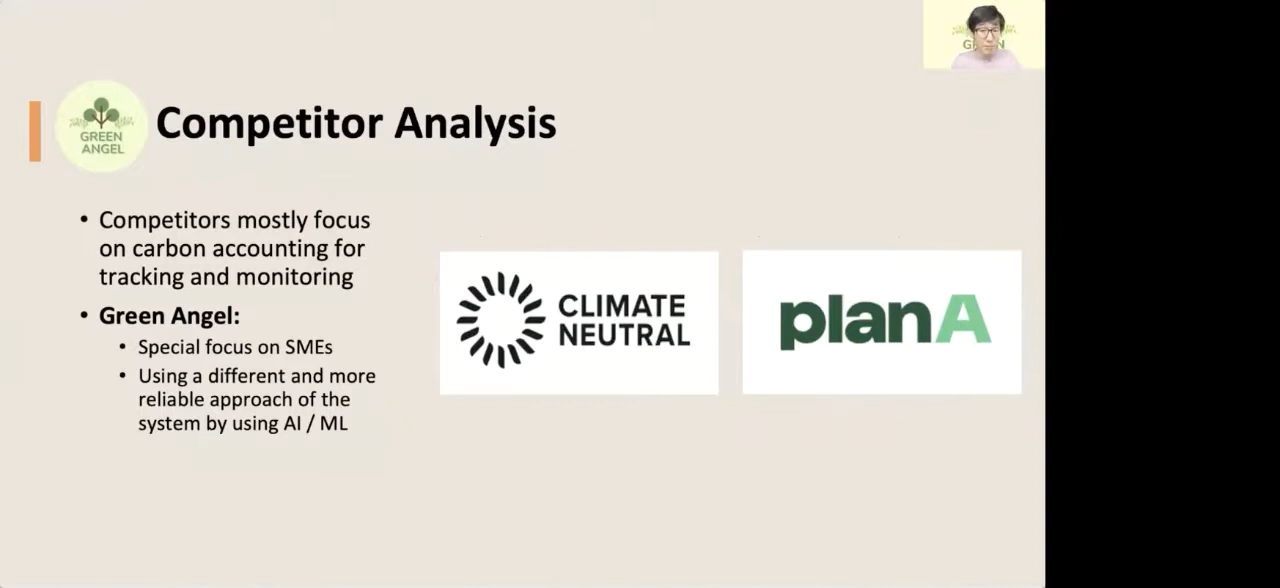 GREEN
ANGEL
Competitor Analysis
• Competitors mostly focus
on carbon accounting for
tracking and monitoring
• Green Angel:
• Special focus on SMEs
• Using a different and more
reliable approach of the
system by using AI / ML
CLIMATE
NEUTRAL
planA